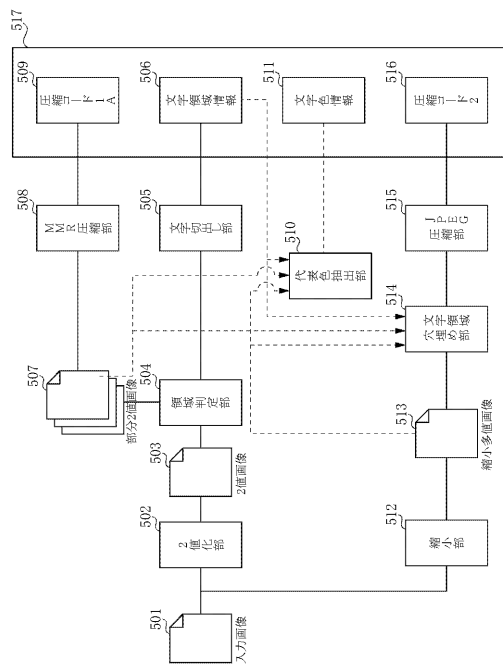 501
入力画像
502
2値化部
503
2値画像
504
領域判定部
505
文字切出し部
506
文字領域情報
507
部分2値画像
508
MMR圧縮部
509
圧縮コード1A
510
代表色抽出部
511
文字色情報
512
縮小部
513
縮小多値画像
514
文字領域
穴埋め部
515
JPEG
圧縮部
516
圧縮コード2
517